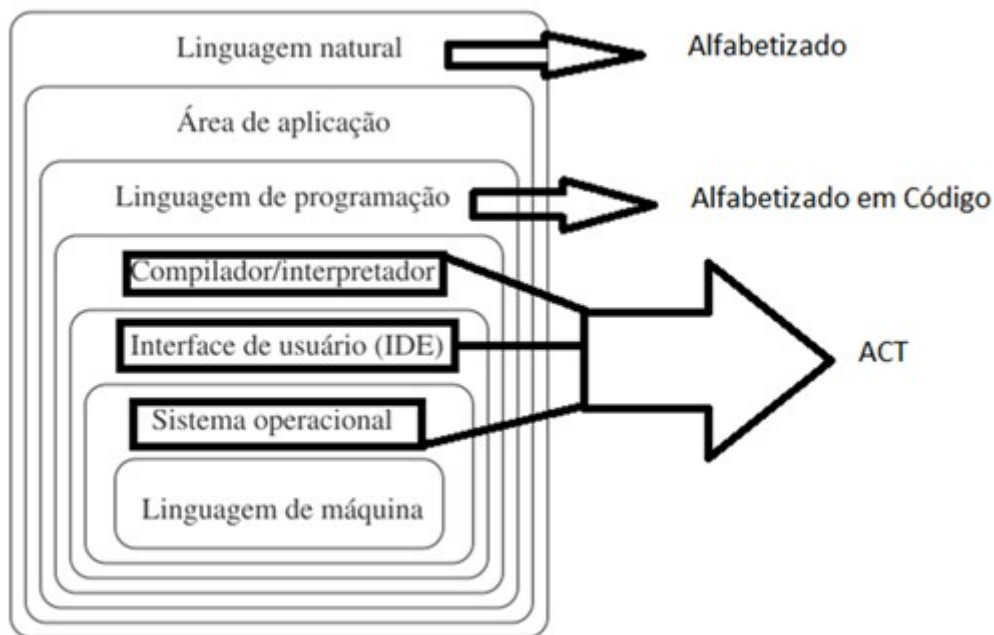 Linguagem natural
Alfabetizado
Área de aplicação
Linguagem de programação
Alfabetizado em Código
Compilador/interpretador
Interface de usuário (IDE)
ACT
Sistema operacional
Linguagem de máquina